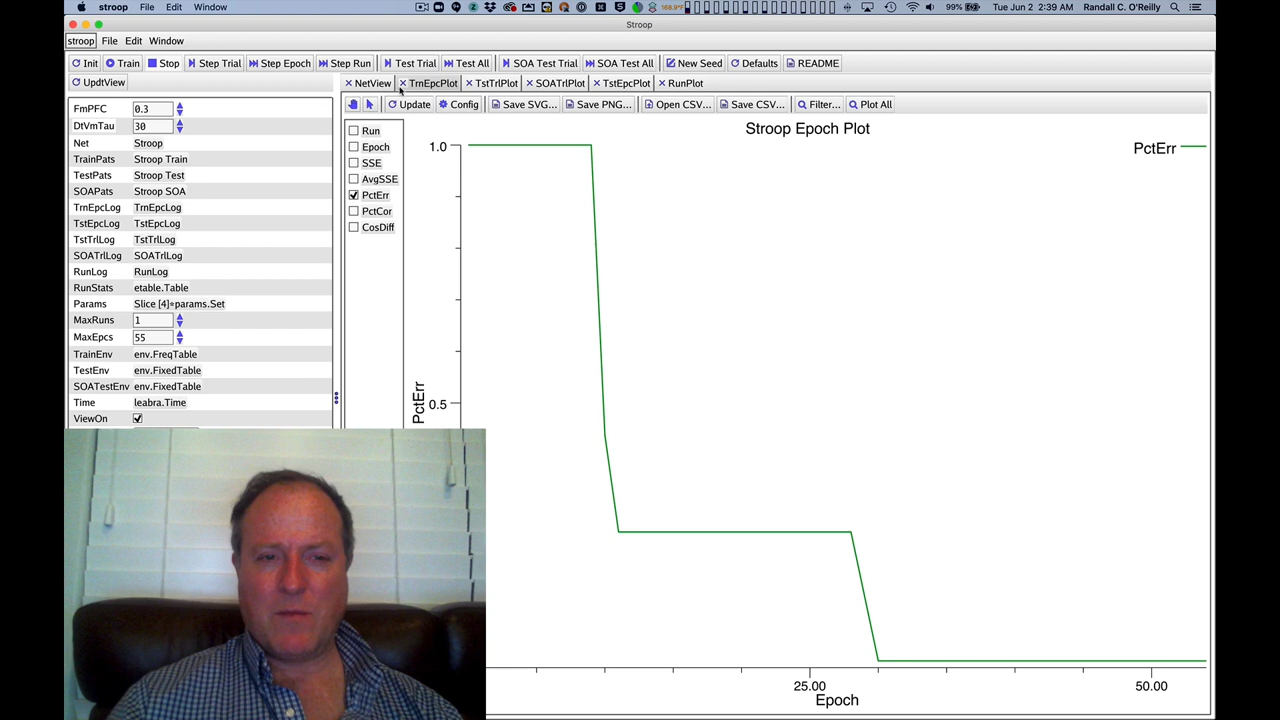 stroop File Edit Window 168.9°F 99% Tue Jun 2 2:39 AM Randall C. O'Reilly
Stroop
stroop File Edit Window
Init Train Stop Step Trial Step Epoch Step Run Test Trial Test All SOA Test Trial SOA Test All New Seed Defaults README
UpdtView
NetView TrnEpcPlot TstTrlPlot SOATrlPlot TstEpcPlot RunPlot
Update Config Save SVG... Save PNG... Open CSV... Save CSV... Filter... Plot All
FmPFC 0.3
DtVmTau 30
Net Stroop
TrainPats Stroop Train
TestPats Stroop Test
SOAPats Stroop SOA
TrnEpcLog TrnEpcLog
TstEpcLog TstEpcLog
TstTrlLog TstTrlLog
SOATrlLog SOATrlLog
RunLog RunLog
RunStats etable.Table
Params Slice [4]*params.Set
MaxRuns 1
MaxEpcs 55
TrainEnv env.FreqTable
TestEnv env.FixedTable
SOATestEnv env.FixedTable
Time leabra.Time
ViewOn
Run
Epoch
SSE
AvgSSE
PctErr
PctCor
CosDiff
Stroop Epoch Plot
PctErr
1.0
0.5
PctErr
25.00 50.00
Epoch